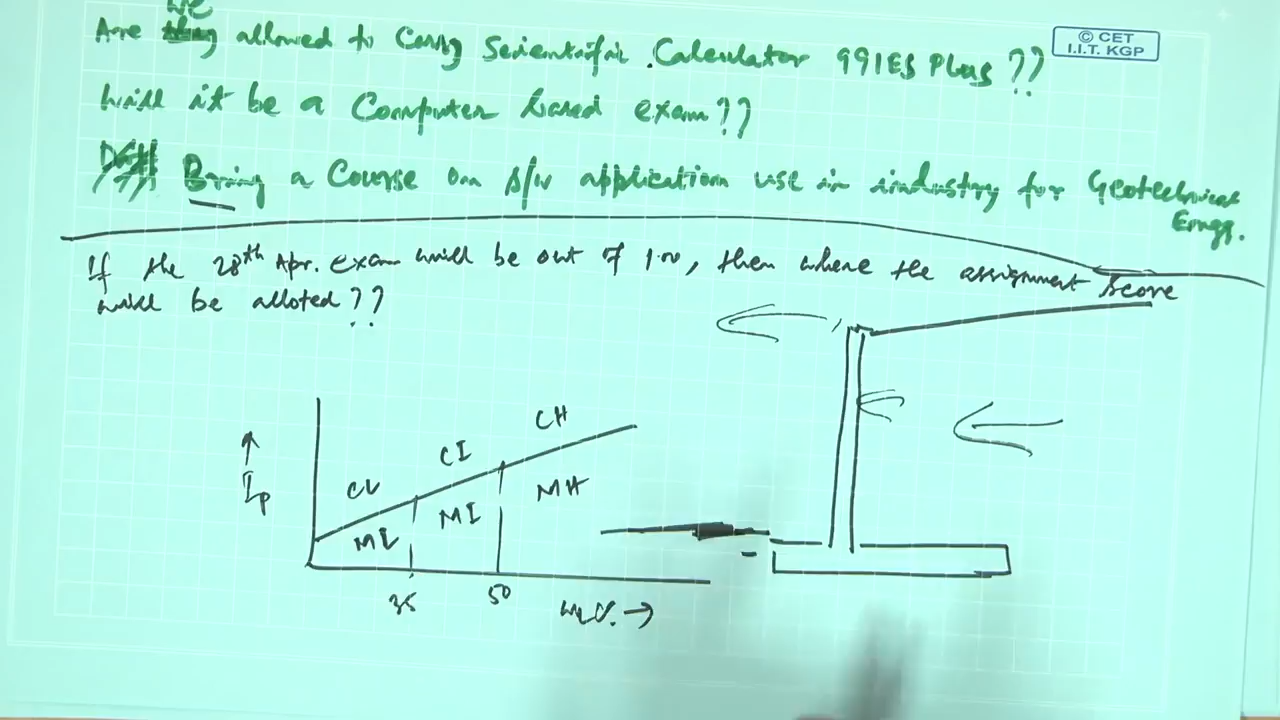 we
Are allowed to Carry Scientific Calculator 991ES Plus ??
© CET
I.I.T. KGP
Will it be a Computer based exam??
Bring a Course on s/w application use in industry for Geotechnical
Engg.
If the 28th Apr. exam will be out of 100, then where the assignment score
will be alloted??
CH
CI
CL
Ip
MH
MI
ML
35
50
WL%. →